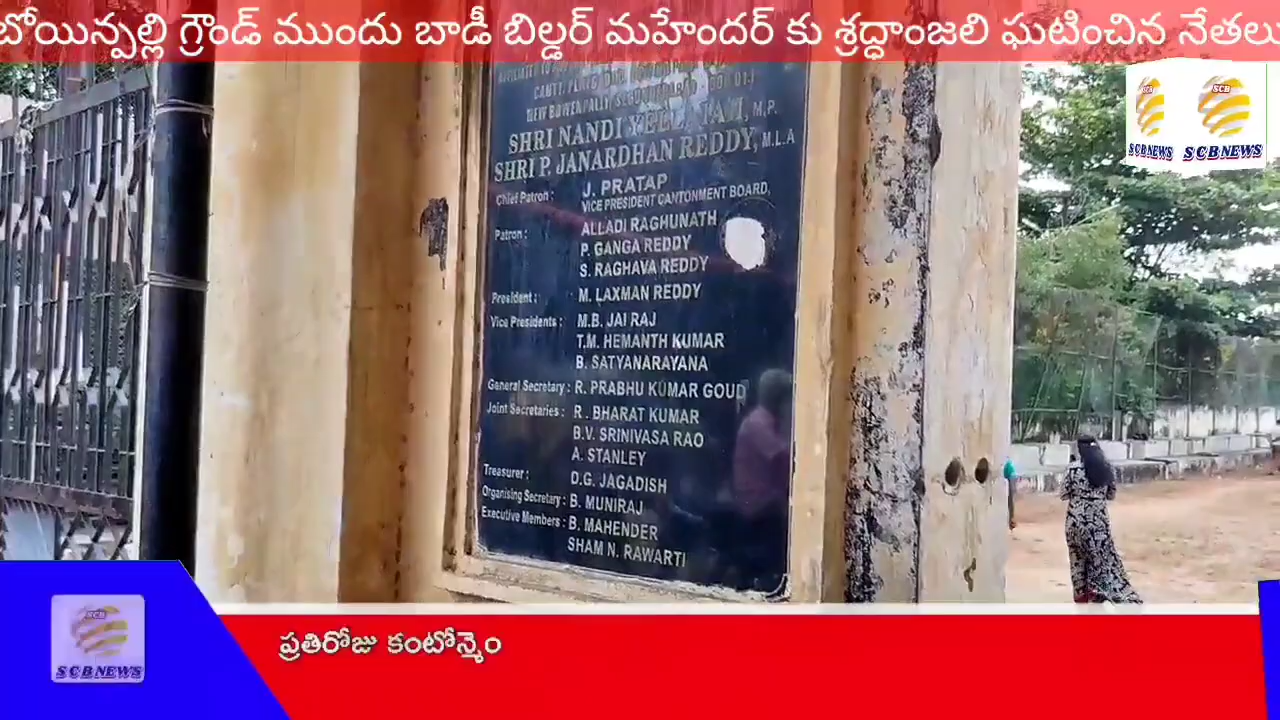 బోయిన్పల్లి గ్రౌండ్ ముందు బాడీ బిల్డర్ మహేందర్ కు శ్రద్ధాంజలి ఘటించిన నేతలు
SCB SCB
SCBNEWS SCBNEWS
NEW BOWENPALLY, SECUNDERABAD
SHRI NANDI YELLAIAH, M.P.
SHRI P. JANARDHAN REDDY, M.L.A
Chief Patron : J. PRATAP
VICE PRESIDENT CANTONMENT BOARD,
Patron : ALLADI RAGHUNATH
P. GANGA REDDY
S. RAGHAVA REDDY
President : M. LAXMAN REDDY
Vice Presidents : M.B. JAI RAJ
T.M. HEMANTH KUMAR
B. SATYANARAYANA
General Secretary : R. PRABHU KUMAR GOUD
Joint Secretaries : R. BHARAT KUMAR
B.V. SRINIVASA RAO
A. STANLEY
Treasurer : D.G. JAGADISH
Organising Secretary : B. MUNIRAJ
Executive Members : B. MAHENDER
SHAM N. RAWARTI
SCB
SCBNEWS
ప్రతిరోజు కంటోన్మెం